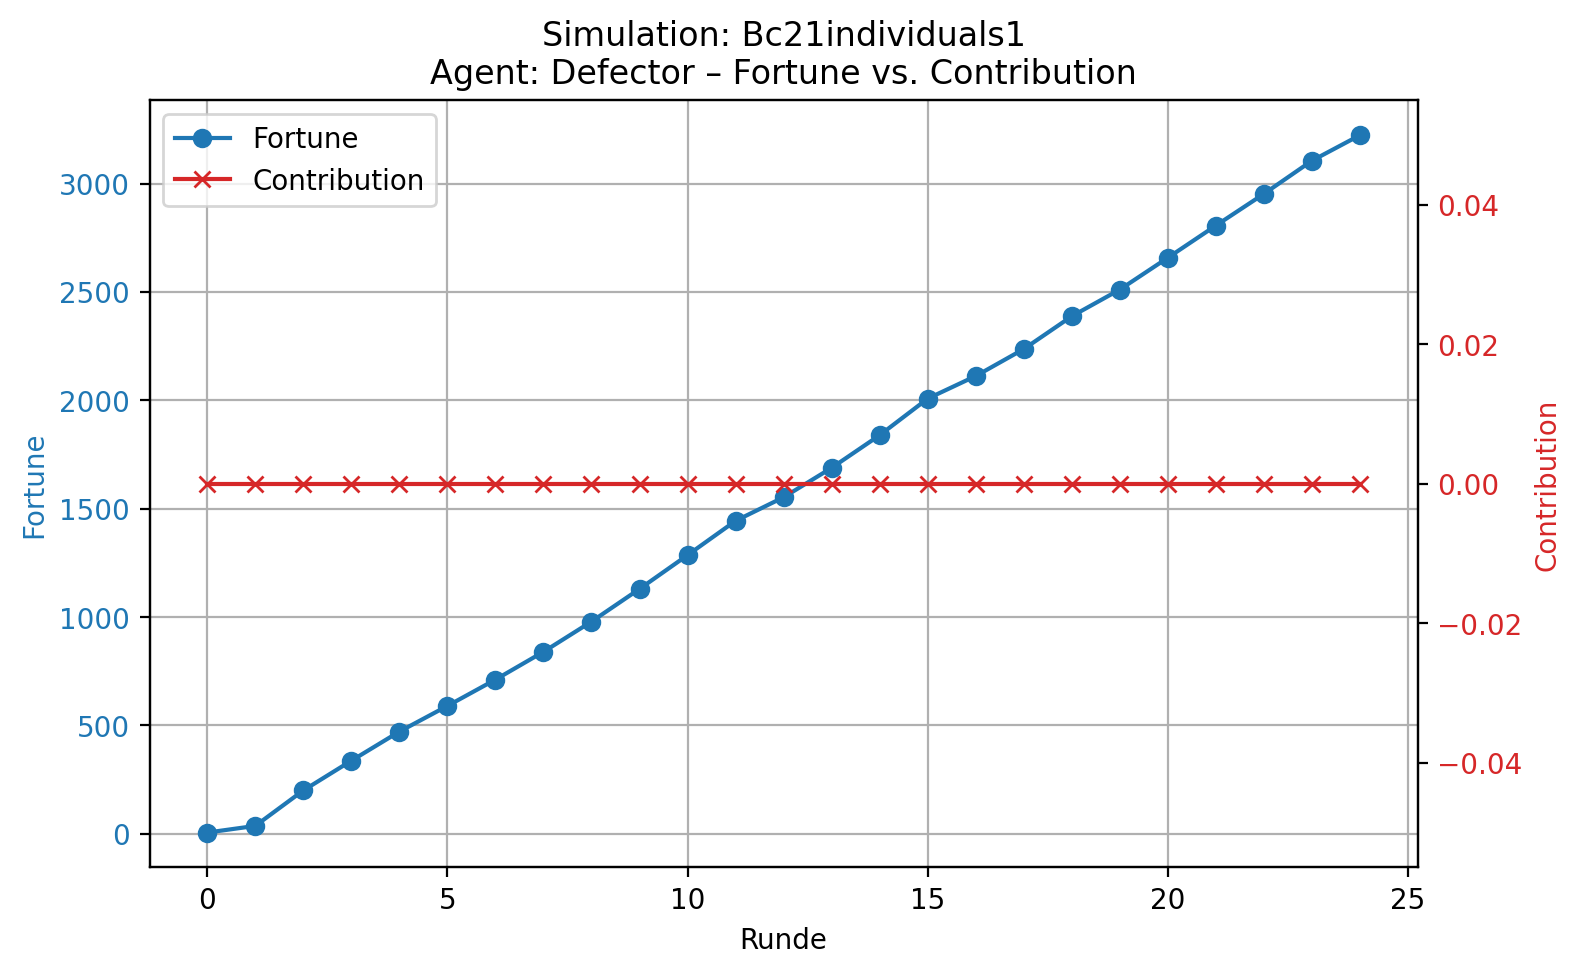 Simulation: Bc21individuals1
Agent: Defector – Fortune vs. Contribution
Fortune
Contribution
3000
2500
2000
1500
1000
500
0
Fortune
0.04
0.02
0.00
−0.02
−0.04
Contribution
0 5 10 15 20 25
Runde